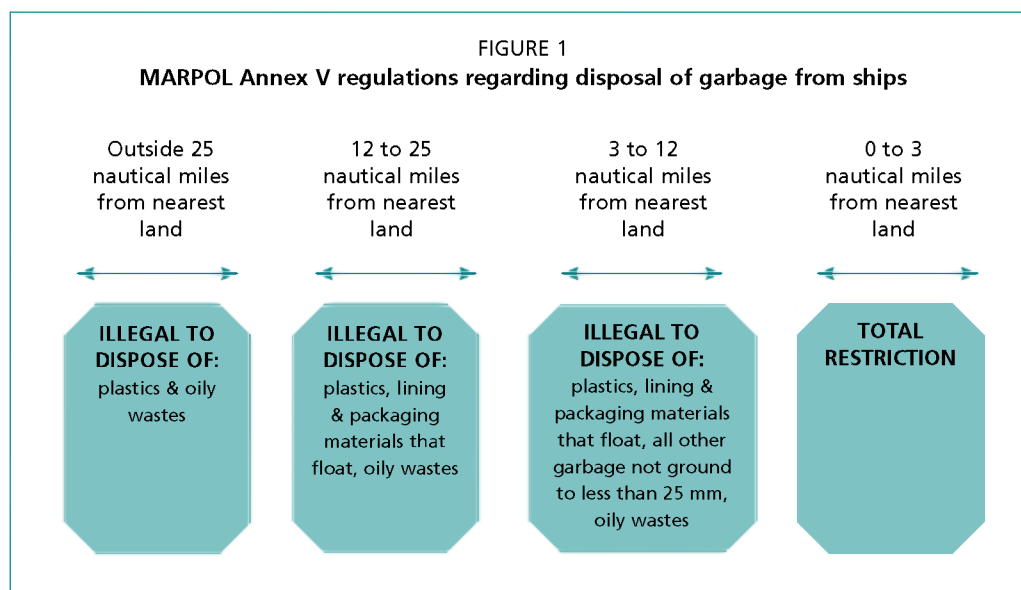 FIGURE 1
MARPOL Annex V regulations regarding disposal of garbage from ships
Outside 25
nautical miles
from nearest
land
12 to 25
nautical miles
from nearest
land
3 to 12
nautical miles
from nearest
land
0 to 3
nautical miles
from nearest
land
ILLEGAL TO
DISPOSE OF:
plastics & oily
wastes
ILLEGAL TO
DISPOSE OF:
plastics, lining
& packaging
materials that
float, oily wastes
ILLEGAL TO
DISPOSE OF:
plastics, lining &
packaging materials
that float, all other
garbage not ground
to less than 25 mm,
oily wastes
TOTAL
RESTRICTION